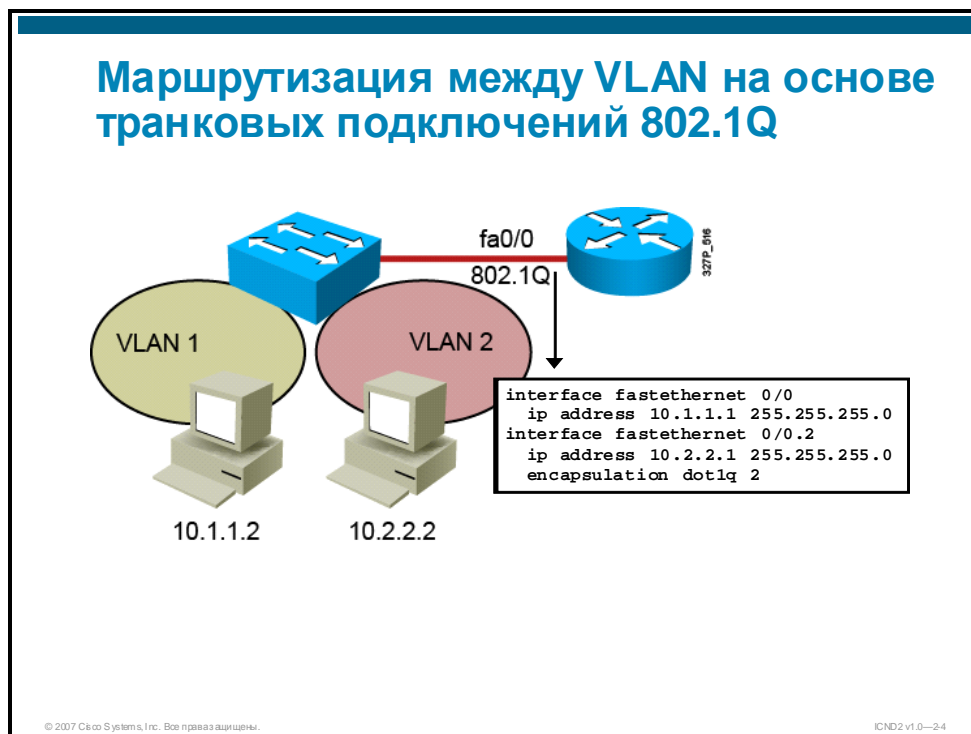 Маршрутизация между VLAN на основе
транковых подключений 802.1Q
fa0/0
802.1Q
327P_516
VLAN 1
VLAN 2
interface fastethernet 0/0
ip address 10.1.1.1 255.255.255.0
interface fastethernet 0/0.2
ip address 10.2.2.1 255.255.255.0
encapsulation dot1q 2
10.1.1.2
10.2.2.2
© 2007 Cisco Systems, Inc. Все права защищены.
ICND2 v1.0—2-4